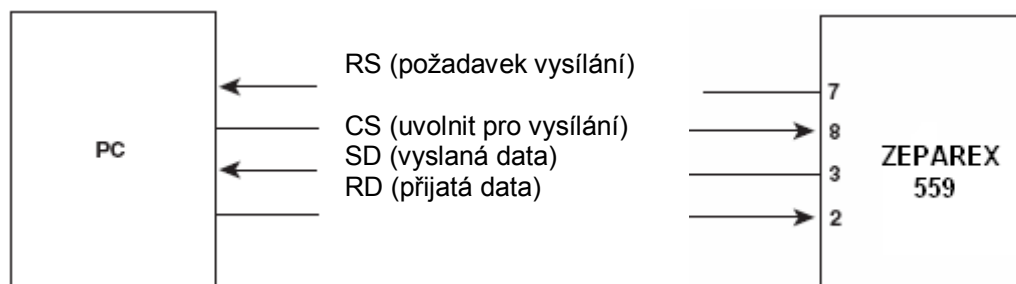 RS (požadavek vysílání)
7
CS (uvolnit pro vysílání)
8
PC
SD (vyslaná data)
ZEPAREX
3
559
RD (přijatá data)
2